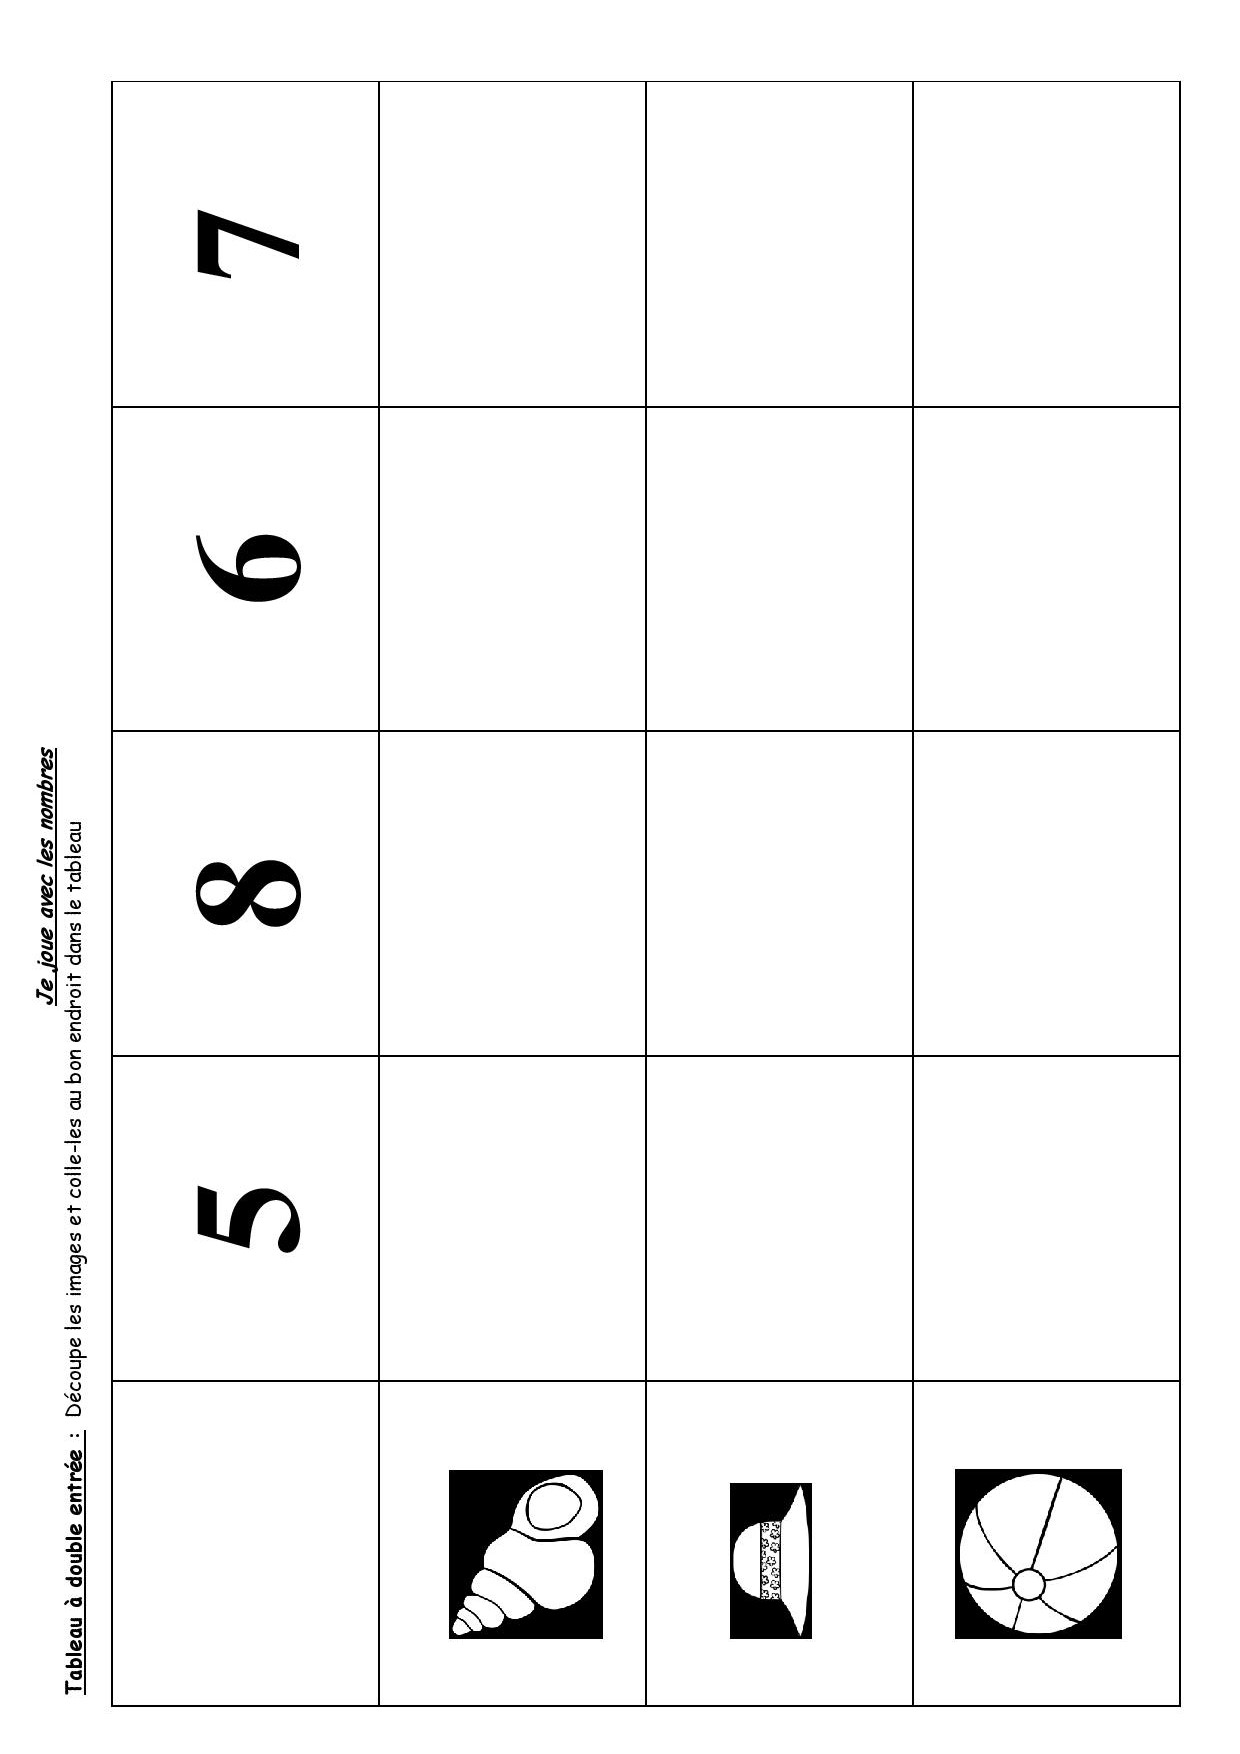 Je joue avec les nombres
Tableau à double entrée : Découpe les images et colle-les au bon endroit dans le tableau
5 8 6 7